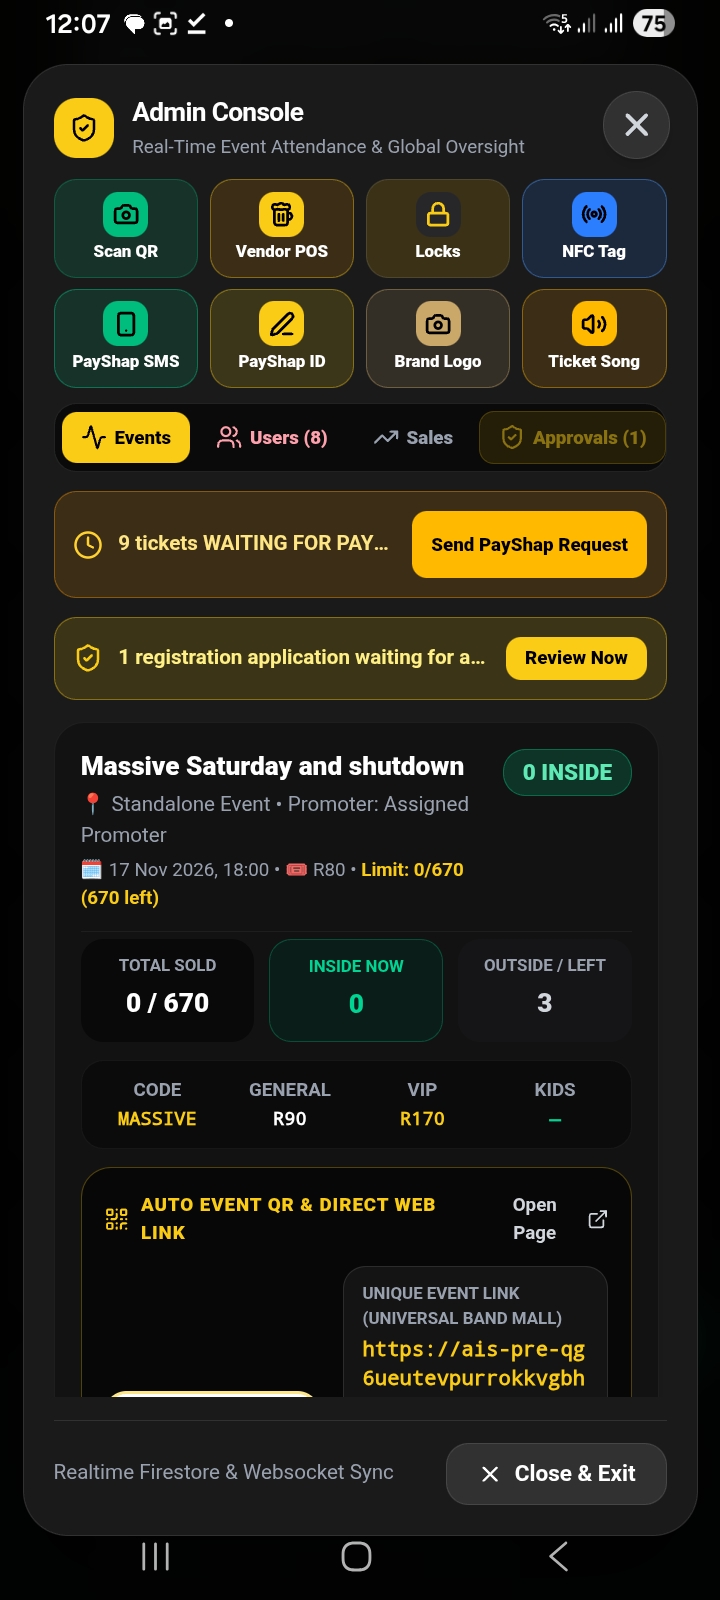 12:07
75
Admin Console
Real-Time Event Attendance & Global Oversight
Scan QR
Vendor POS
Locks
NFC Tag
PayShap SMS
PayShap ID
Brand Logo
Ticket Song
Events
Users (8)
Sales
Approvals (1)
9 tickets WAITING FOR PAY...
Send PayShap Request
1 registration application waiting for a...
Review Now
Massive Saturday and shutdown
0 INSIDE
📍 Standalone Event • Promoter: Assigned
Promoter
🗓️ 17 Nov 2026, 18:00 • 🎟️ R80 • Limit: 0/670
(670 left)
TOTAL SOLD
0 / 670
INSIDE NOW
0
OUTSIDE / LEFT
3
CODE
MASSIVE
GENERAL
R90
VIP
R170
KIDS
—
AUTO EVENT QR & DIRECT WEB
LINK
Open
Page
UNIQUE EVENT LINK
(UNIVERSAL BAND MALL)
https://ais-pre-qg
6ueutevpurrokkvgbh
Realtime Firestore & Websocket Sync
Close & Exit